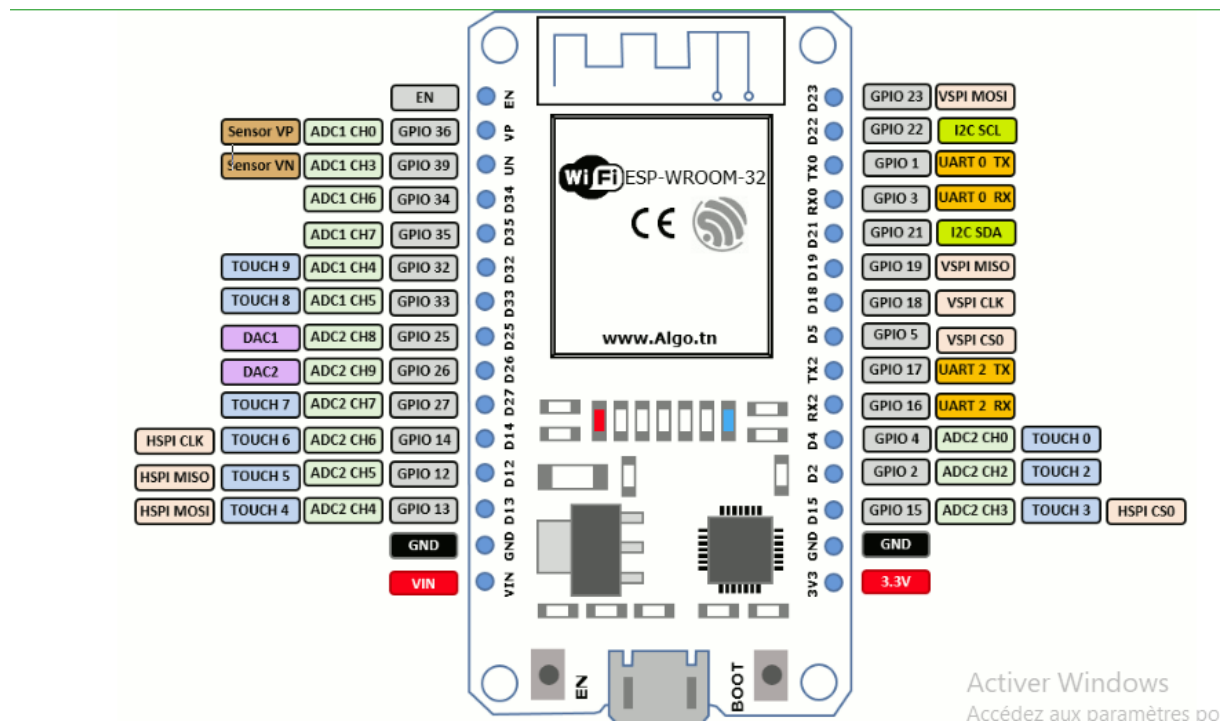 EN EN D23 GPIO 23 VSPI MOSI
Sensor VP ADC1 CH0 GPIO 36 VP D22 GPIO 22 I2C SCL
Sensor VN ADC1 CH3 GPIO 39 UN TX0 GPIO 1 UART 0 TX
ADC1 CH6 GPIO 34 D34 RX0 GPIO 3 UART 0 RX
ADC1 CH7 GPIO 35 D35 D21 GPIO 21 I2C SDA
TOUCH 9 ADC1 CH4 GPIO 32 D32 D19 GPIO 19 VSPI MISO
TOUCH 8 ADC1 CH5 GPIO 33 D33 D18 GPIO 18 VSPI CLK
DAC1 ADC2 CH8 GPIO 25 D25 D5 GPIO 5 VSPI CS0
DAC2 ADC2 CH9 GPIO 26 D26 TX2 GPIO 17 UART 2 TX
TOUCH 7 ADC2 CH7 GPIO 27 D27 RX2 GPIO 16 UART 2 RX
HSPI CLK TOUCH 6 ADC2 CH6 GPIO 14 D14 D4 GPIO 4 ADC2 CH0 TOUCH 0
HSPI MISO TOUCH 5 ADC2 CH5 GPIO 12 D12 D2 GPIO 2 ADC2 CH2 TOUCH 2
HSPI MOSI TOUCH 4 ADC2 CH4 GPIO 13 D13 D15 GPIO 15 ADC2 CH3 TOUCH 3 HSPI CS0
GND GND GND GND
VIN VIN 3V3 3.3V
WiFi ESP-WROOM-32
CE
www.Algo.tn
EN BOOT
Activer Windows
Accédez aux paramètres po